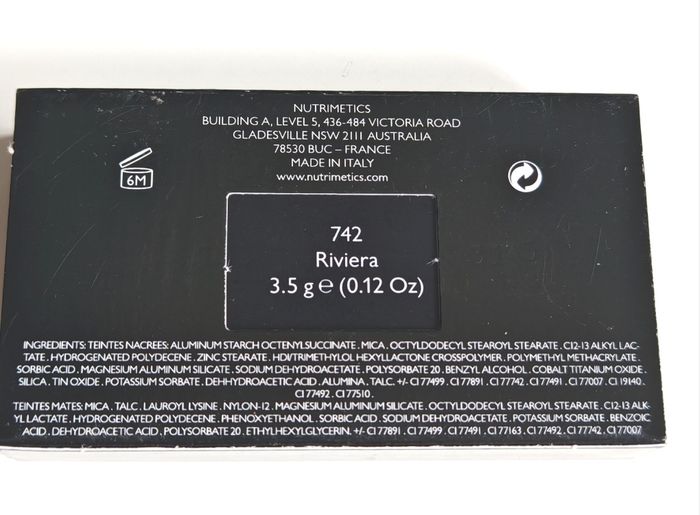 NUTRIMETICS
BUILDING A, LEVEL 5, 436-484 VICTORIA ROAD
GLADESVILLE NSW 2111 AUSTRALIA
78530 BUC – FRANCE
MADE IN ITALY
www.nutrimetics.com
6M
742
Riviera
3.5 g e (0.12 Oz)
INGREDIENTS: TEINTES NACREES: ALUMINUM STARCH OCTENYLSUCCINATE . MICA . OCTYLDODECYL STEAROYL STEARATE . C12-13 ALKYL LAC-
TATE . HYDROGENATED POLYDECENE . ZINC STEARATE . HDI/TRIMETHYLOL HEXYLLACTONE CROSSPOLYMER . POLYMETHYL METHACRYLATE .
SORBIC ACID . MAGNESIUM ALUMINUM SILICATE . SODIUM DEHYDROACETATE . POLYSORBATE 20 . BENZYL ALCOHOL . COBALT TITANIUM OXIDE .
SILICA . TIN OXIDE . POTASSIUM SORBATE . DEHYDROACETIC ACID . ALUMINA . TALC . +/- CI 77499 . CI 77891 . CI 77742 . CI 77491 . CI 77007 . CI 19140 .
CI 77492 . CI 77510 .
TEINTES MATES: MICA . TALC . LAUROYL LYSINE . NYLON-12 . MAGNESIUM ALUMINUM SILICATE . OCTYLDODECYL STEAROYL STEARATE . C12-13 ALK-
YL LACTATE . HYDROGENATED POLYDECENE . PHENOXYETHANOL . SORBIC ACID . SODIUM DEHYDROACETATE . POTASSIUM SORBATE . BENZOIC
ACID . DEHYDROACETIC ACID . POLYSORBATE 20 . ETHYLHEXYLGLYCERIN. +/- CI 77891 . CI 77499 . CI 77491 . CI 77163 . CI 77492 . CI 77742 . CI 77007